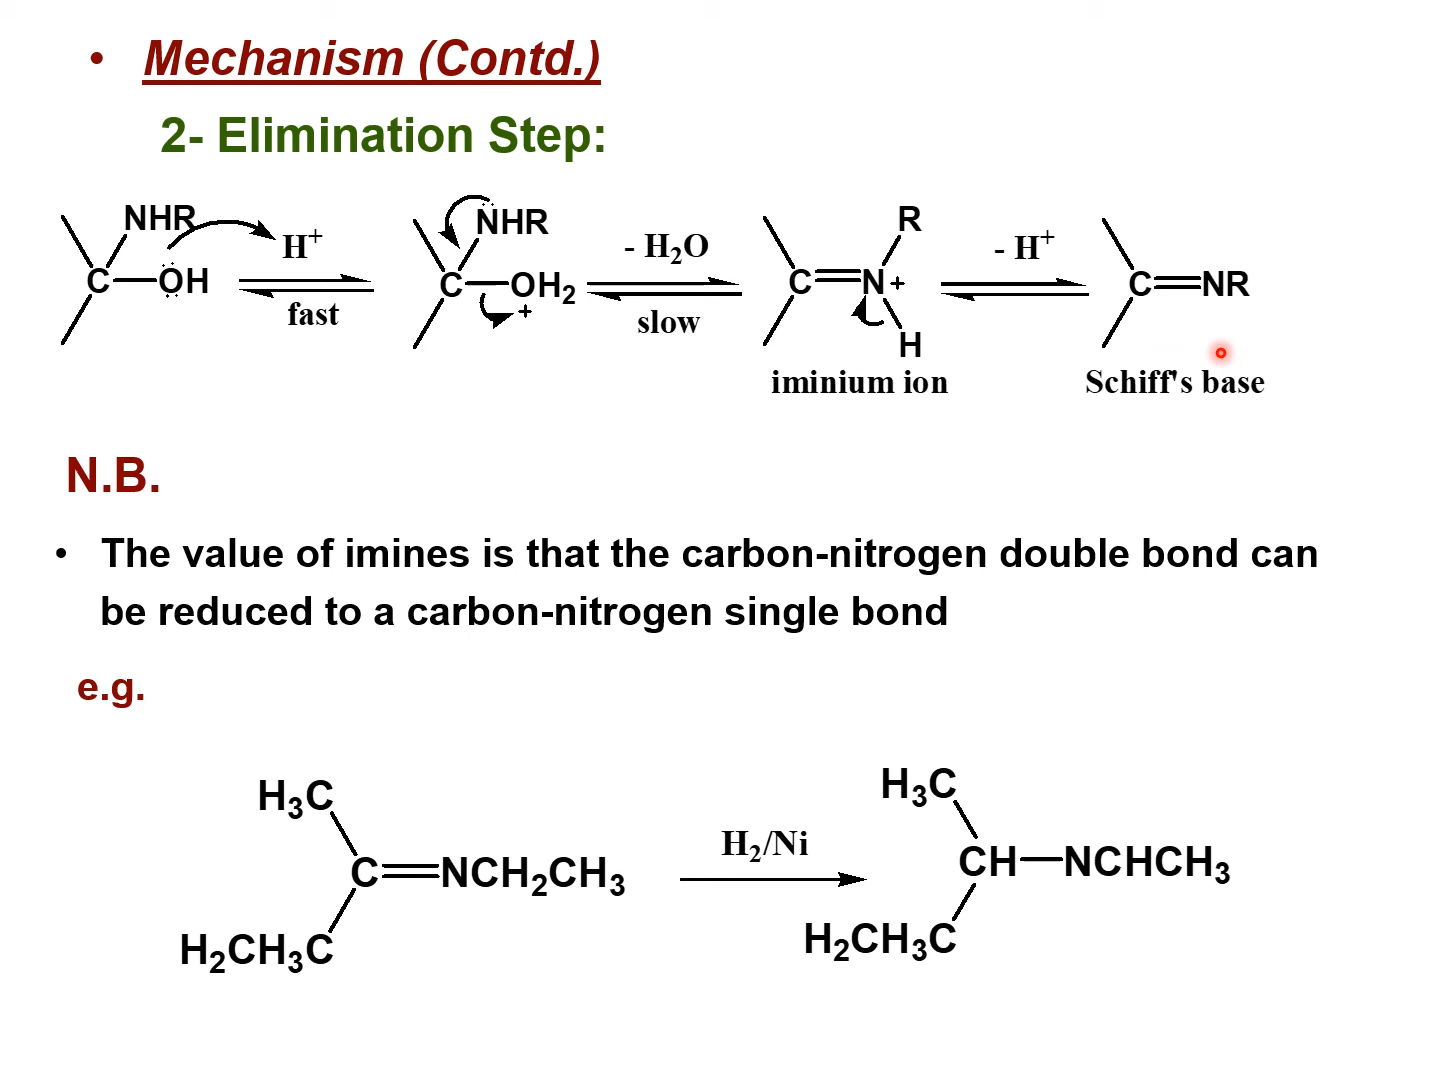 • Mechanism (Contd.)
2- Elimination Step:
NHR H⁺ NHR - H₂O R - H⁺
C—OH fast C—OH₂ + slow C=N+ C=NR
H
iminium ion Schiff's base
N.B.
• The value of imines is that the carbon-nitrogen double bond can
be reduced to a carbon-nitrogen single bond
e.g.
H₃C H₃C
C=NCH₂CH₃ H₂/Ni CH—NCHCH₃
H₂CH₃C H₂CH₃C